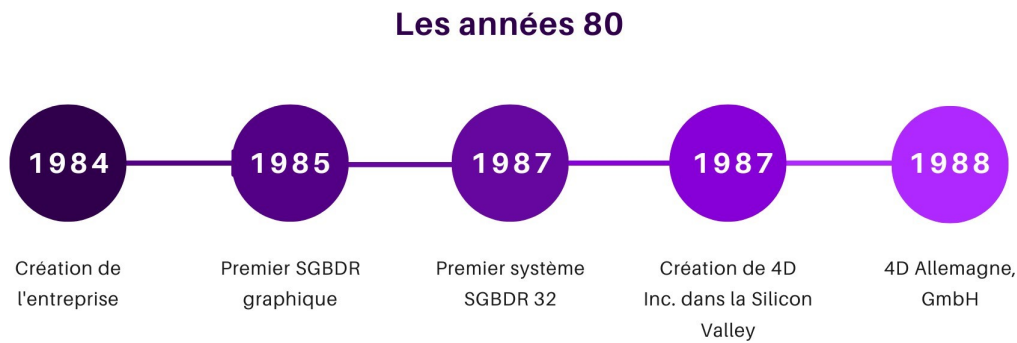 Les années 80
1984
1985
1987
1987
1988
Création de
l'entreprise
Premier SGBDR
graphique
Premier système
SGBDR 32
Création de 4D
Inc. dans la Silicon
Valley
4D Allemagne,
GmbH